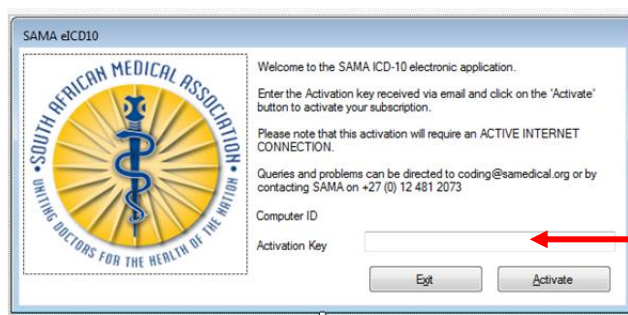 SAMA eICD10
SOUTH AFRICAN MEDICAL ASSOCIATION
UNITING DOCTORS FOR THE HEALTH OF THE NATION
Welcome to the SAMA ICD-10 electronic application.
Enter the Activation key received via email and click on the 'Activate'
button to activate your subscription.
Please note that this activation will require an ACTIVE INTERNET
CONNECTION.
Queries and problems can be directed to coding@samedical.org or by
contacting SAMA on +27 (0) 12 481 2073
Computer ID
Activation Key
Exit
Activate